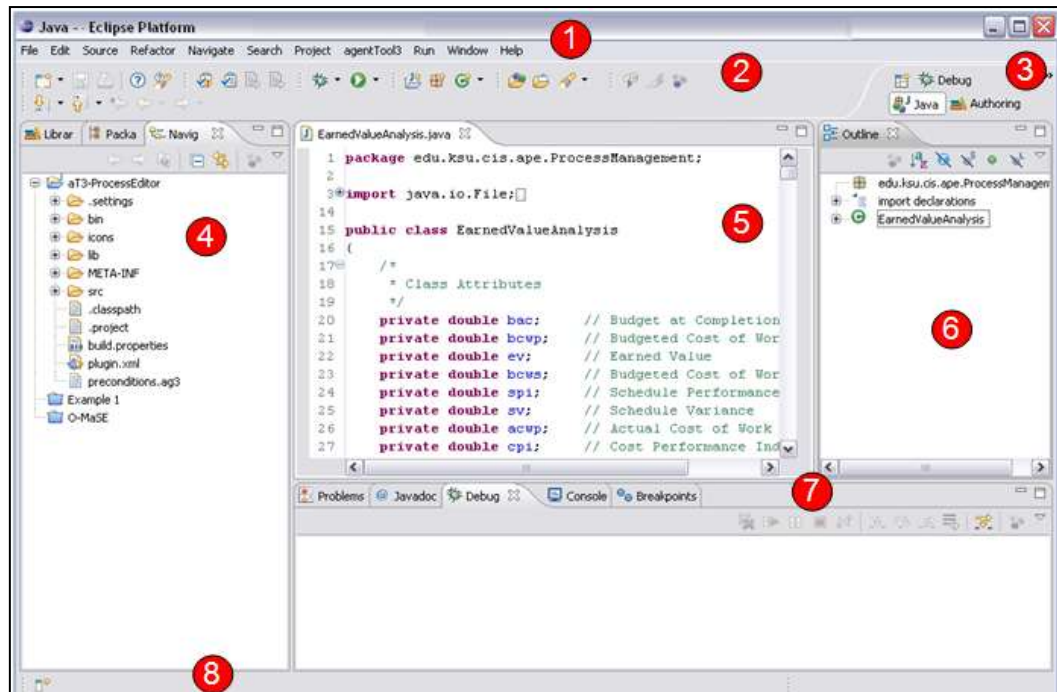 Java - - Eclipse Platform
File Edit Source Refactor Navigate Search Project agentTool3 Run Window Help
1
2
3
Debug
Java Authoring
Librar Packa Navig
aT3-ProcessEditor
.settings
bin
icons
lib
META-INF
src
.classpath
.project
build.properties
plugin.xml
preconditions.ag3
Example 1
O-MaSE
4
EarnedValueAnalysis.java
1 package edu.ksu.cis.ape.ProcessManagement;
2
3 import java.io.File;
14
15 public class EarnedValueAnalysis
16 {
17 /*
18 * Class Attributes
19 */
20 private double bac; // Budget at Completion
21 private double bcwp; // Budgeted Cost of Wor
22 private double ev; // Earned Value
23 private double bcws; // Budgeted Cost of Wor
24 private double spi; // Schedule Performance
25 private double sv; // Schedule Variance
26 private double acwp; // Actual Cost of Work
27 private double cpi; // Cost Performance Ind
5
Outline
edu.ksu.cis.ape.ProcessManagem
import declarations
EarnedValueAnalysis
6
Problems Javadoc Debug Console Breakpoints
7
8